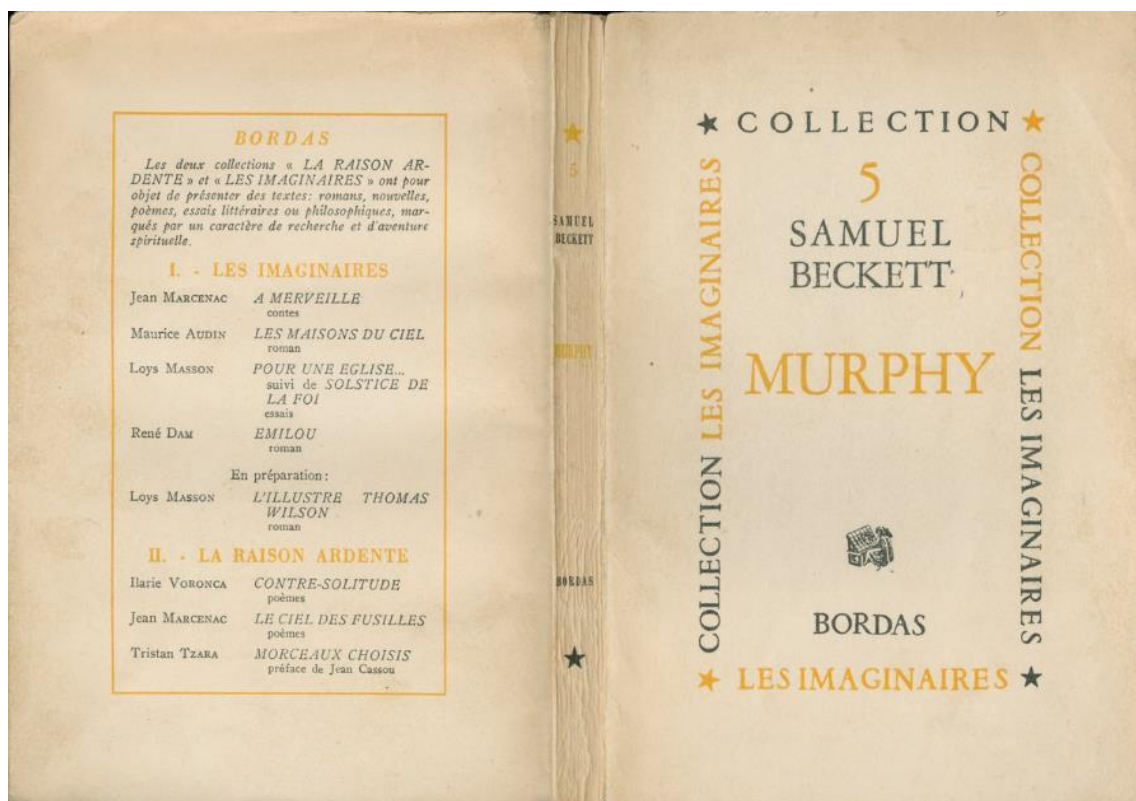 BORDAS
Les deux collections « LA RAISON AR-
DENTE » et « LES IMAGINAIRES » ont pour
objet de présenter des textes: romans, nouvelles,
poèmes, essais littéraires ou philosophiques, mar-
qués par un caractère de recherche et d'aventure
spirituelle.
I. - LES IMAGINAIRES
Jean MARCENAC A MERVEILLE
contes
Maurice AUDIN LES MAISONS DU CIEL
roman
Loys MASSON POUR UNE EGLISE...
suivi de SOLSTICE DE
LA FOI
essais
René DAM EMILOU
roman
En préparation:
Loys MASSON L'ILLUSTRE THOMAS
WILSON
roman
II. - LA RAISON ARDENTE
Ilarie VORONCA CONTRE-SOLITUDE
poèmes
Jean MARCENAC LE CIEL DES FUSILLES
poèmes
Tristan TZARA MORCEAUX CHOISIS
préface de Jean Cassou
5
SAMUEL
BECKETT
MURPHY
BORDAS
COLLECTION
COLLECTION LES IMAGINAIRES
5
SAMUEL
BECKETT
MURPHY
BORDAS
COLLECTION LES IMAGINAIRES
LES IMAGINAIRES